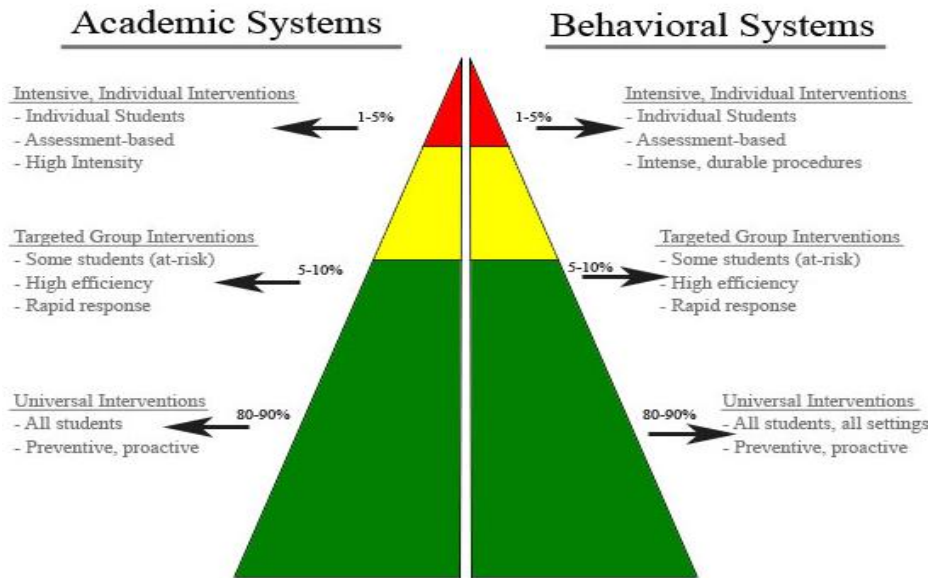 Academic Systems
Intensive, Individual Interventions
- Individual Students
- Assessment-based
- High Intensity
1-5%
Targeted Group Interventions
- Some students (at-risk)
- High efficiency
- Rapid response
5-10%
Universal Interventions
- All students
- Preventive, proactive
80-90%
Behavioral Systems
1-5%
Intensive, Individual Interventions
- Individual Students
- Assessment-based
- Intense, durable procedures
5-10%
Targeted Group Interventions
- Some students (at-risk)
- High efficiency
- Rapid response
80-90%
Universal Interventions
- All students, all settings
- Preventive, proactive